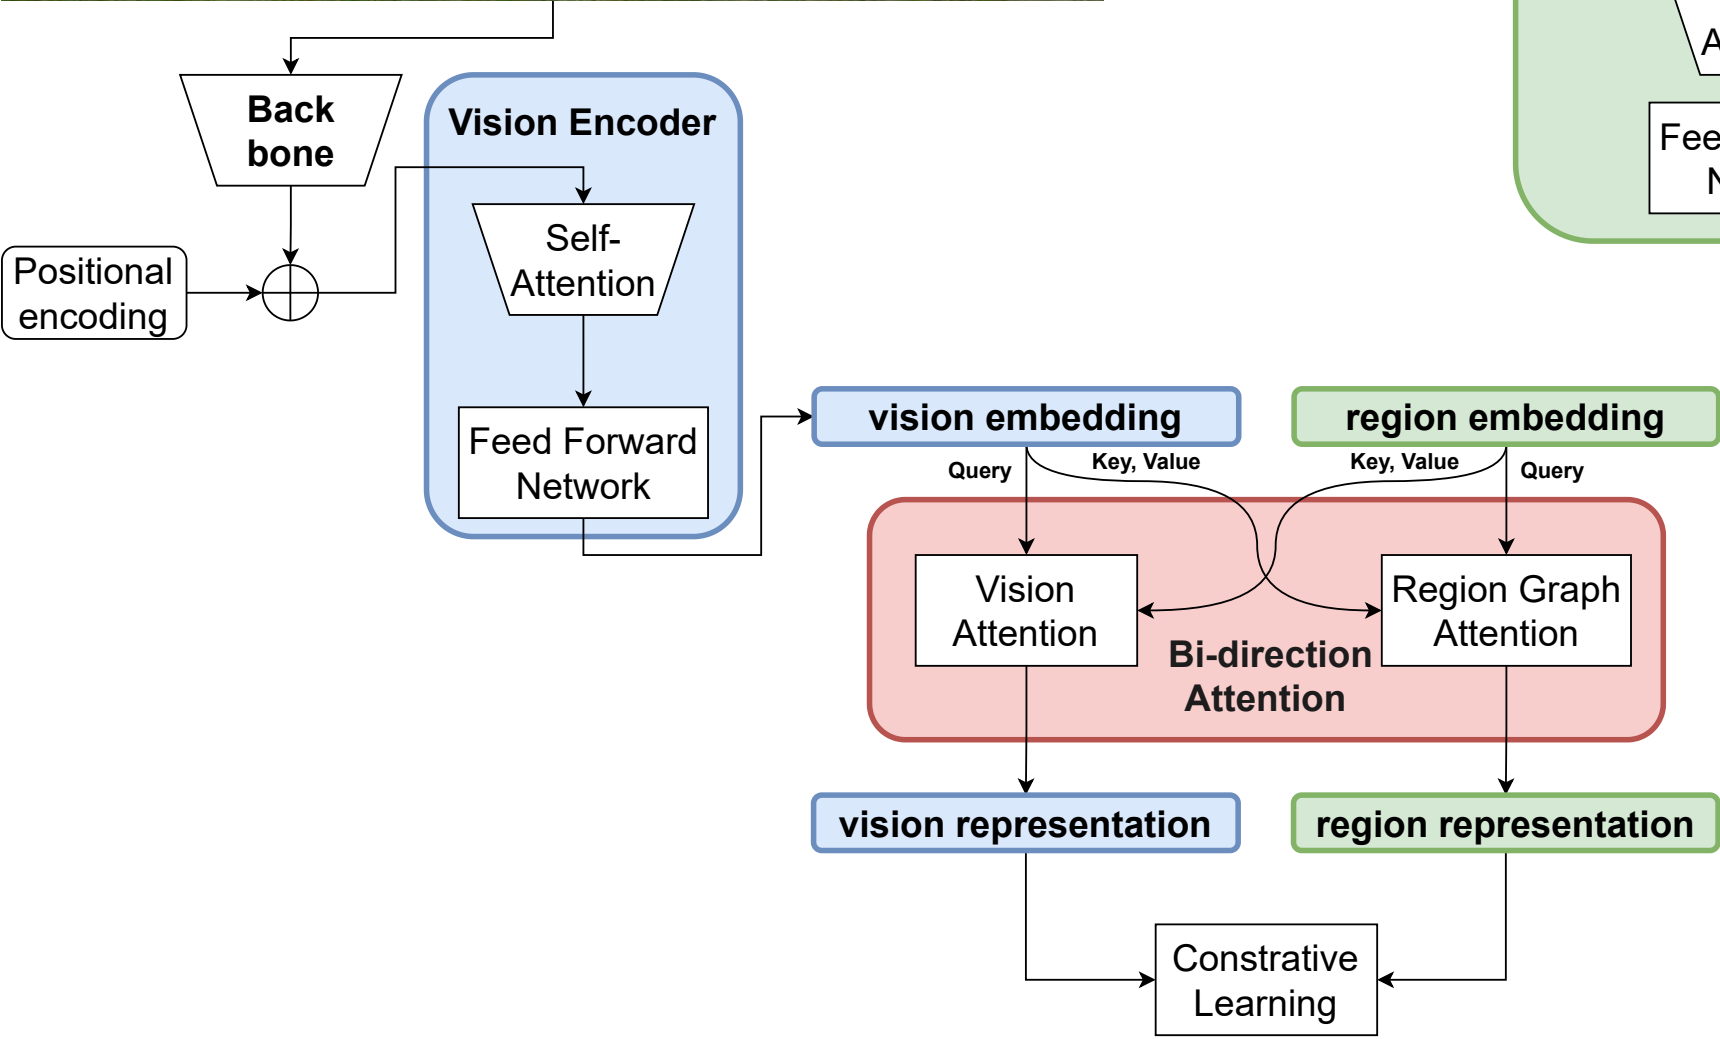 Back
bone
Vision Encoder
Self-
Attention
Positional
encoding
Feed Forward
Network
vision embedding
region embedding
Query
Key, Value
Key, Value
Query
Vision
Attention
Region Graph
Attention
Bi-direction
Attention
vision representation
region representation
Constrative
Learning